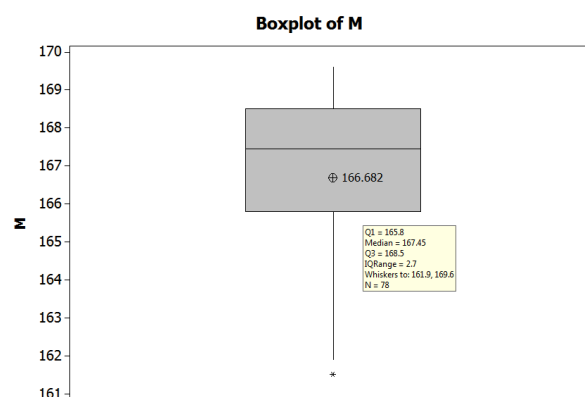 Boxplot of M
170
169
168
167
166
165
164
163
162
161
M
166.682
Q1 = 165.8
Median = 167.45
Q3 = 168.5
IQRange = 2.7
Whiskers to: 161.9, 169.6
N = 78